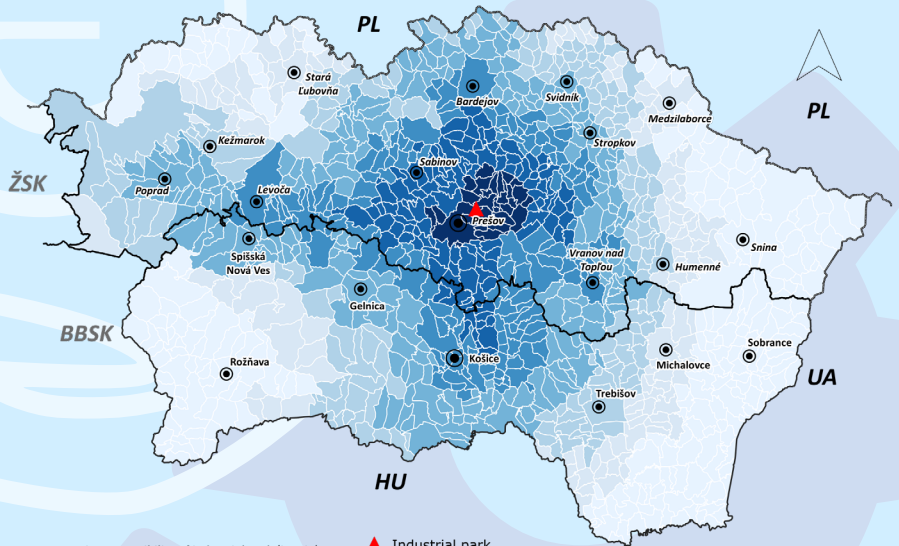 PL
Stará
Ľubovňa
Bardejov
Svidník
Medzilaborce
PL
Stropkov
Kežmarok
Sabinov
ŽSK
Poprad
Levoča
Prešov
Snina
Spišská
Nová Ves
Vranov nad
Topľou
Humenné
Gelnica
BBSK
Rožňava
Košice
Michalovce
Sobrance
UA
Trebišov
HU
Industrial park